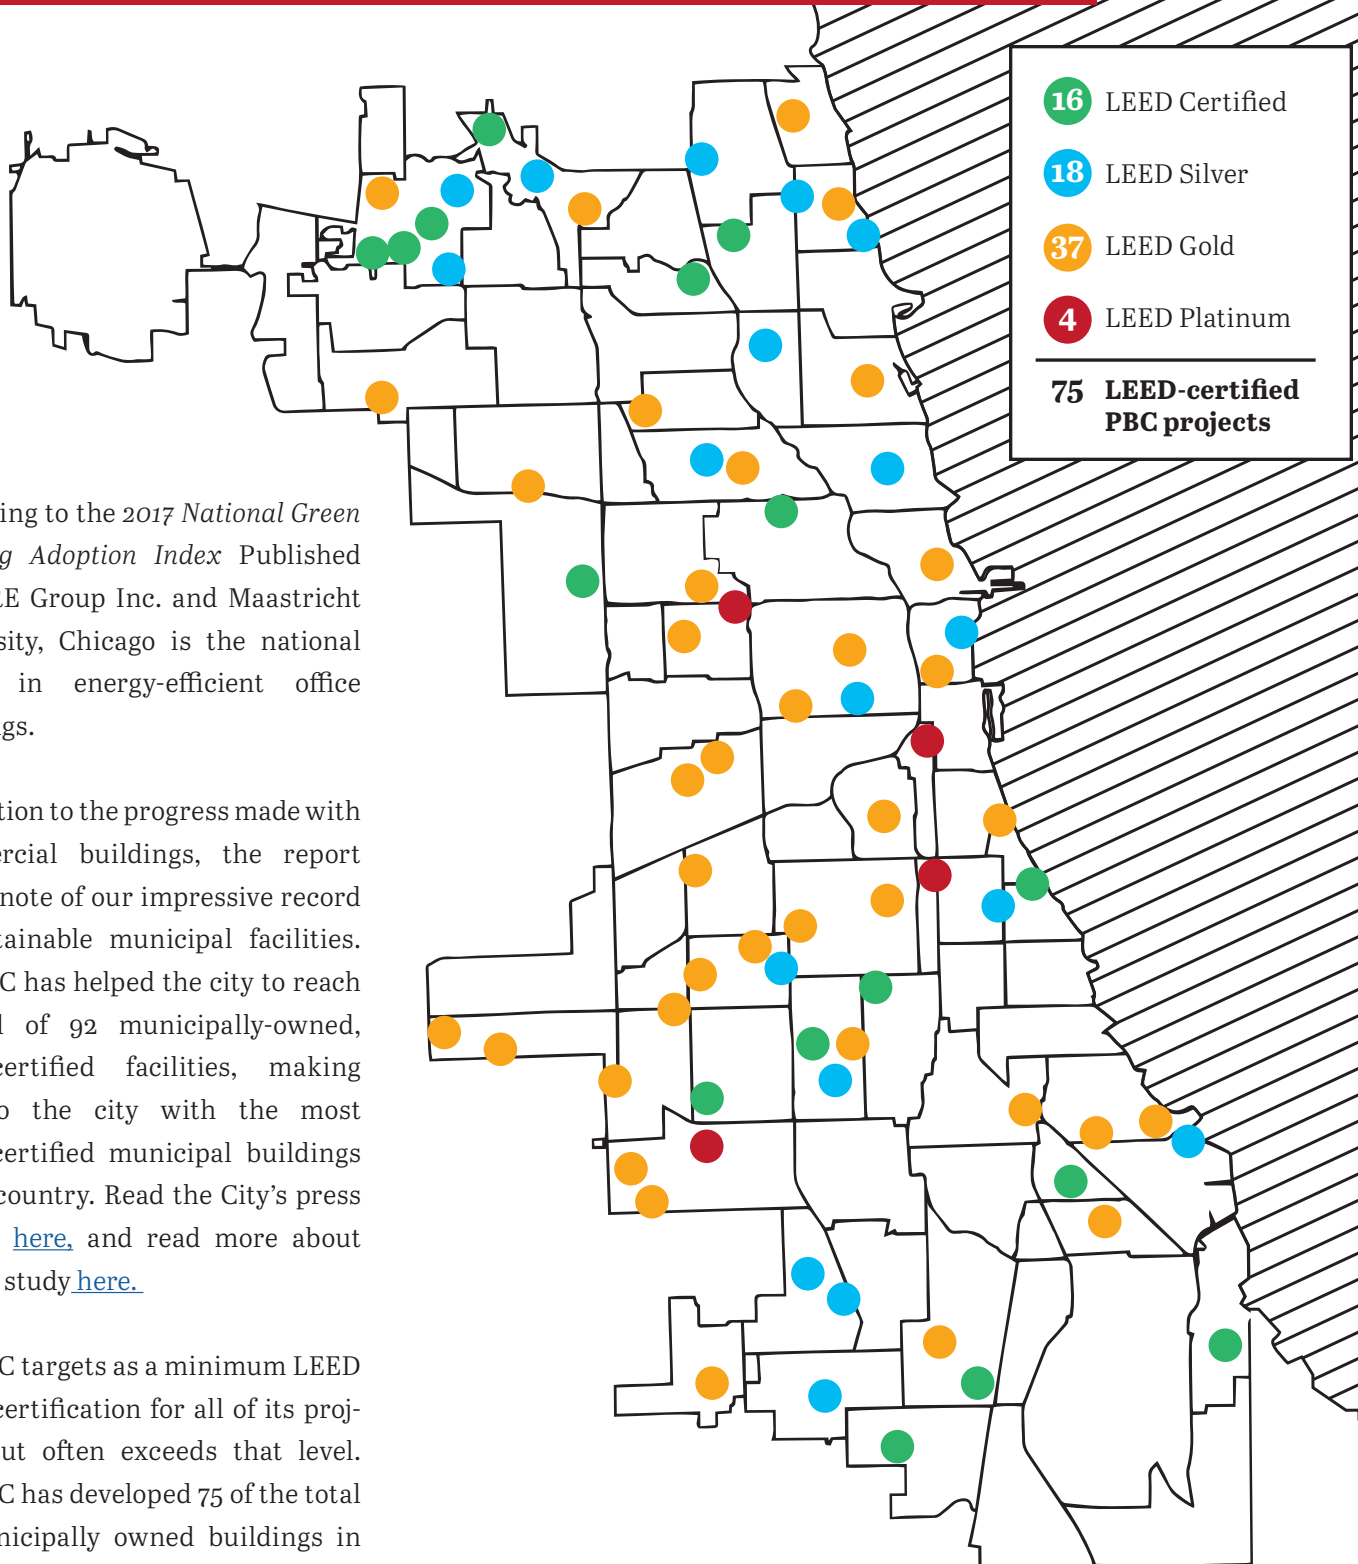 16 LEED Certified
18 LEED Silver
37 LEED Gold
4 LEED Platinum
75 LEED-certified
PBC projects
ing to the 2017 National Green
g Adoption Index Published
E Group Inc. and Maastricht
sity, Chicago is the national
in energy-efficient office
gs.
tion to the progress made with
ercial buildings, the report
note of our impressive record
tainable municipal facilities.
C has helped the city to reach
l of 92 municipally-owned,
certified facilities, making
o the city with the most
certified municipal buildings
country. Read the City's press
here, and read more about
study here.
C targets as a minimum LEED
certification for all of its proj-
ut often exceeds that level.
C has developed 75 of the total
nicipally owned buildings in